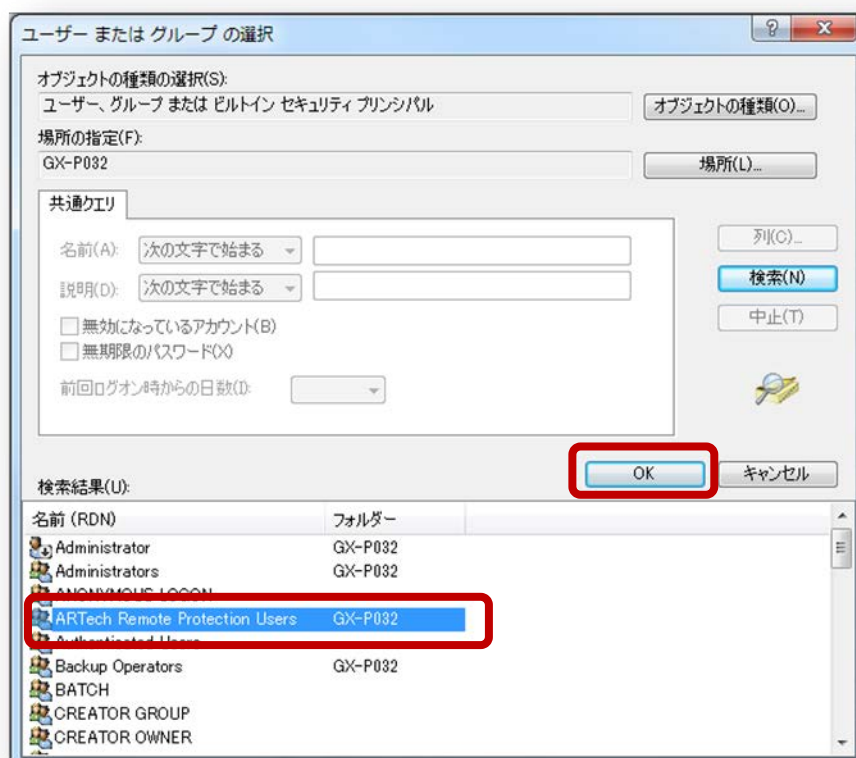 ユーザー または グループ の選択
オブジェクトの種類の選択(S):
ユーザー、グループ または ビルトイン セキュリティ プリンシパル
オブジェクトの種類(O)...
場所の指定(F):
GX-P032
場所(L)...
共通クエリ
名前(A):
次の文字で始まる
列(C)...
説明(D):
次の文字で始まる
検索(N)
無効になっているアカウント(B)
中止(T)
無期限のパスワード(X)
前回ログオン時からの日数(I):
OK
キャンセル
検索結果(U):
名前 (RDN) フォルダー
Administrator GX-P032
Administrators GX-P032
ANONYMOUS LOGON
ARTech Remote Protection Users GX-P032
Authenticated Users
Backup Operators GX-P032
BATCH
CREATOR GROUP
CREATOR OWNER